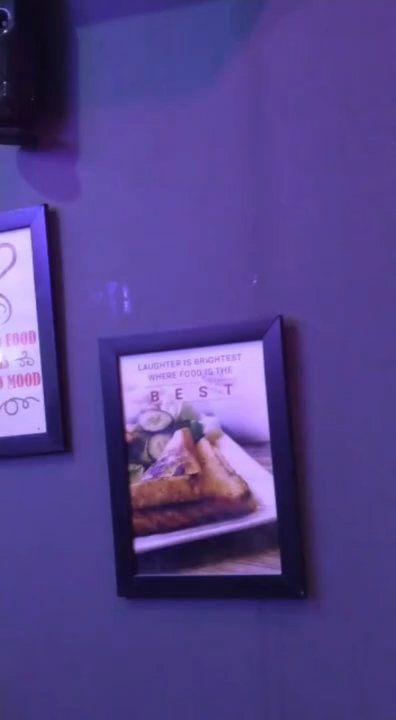 FOOD
MOOD
LAUGHTER IS BRIGHTEST
WHERE FOOD IS THE
BEST